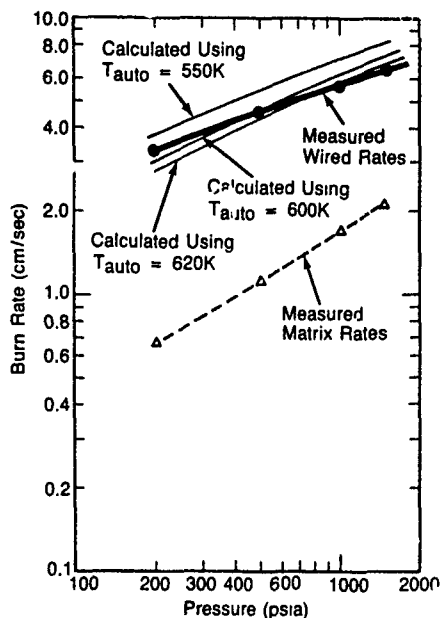 10.0
8.0
6.0
4.0
2.0
1.0
0.8
0.6
0.4
0.2
0.1
Burn Rate (cm/sec)
Calculated Using
Tauto = 550K
Measured
Wired Rates
Calculated Using
Tauto = 600K
Calculated Using
Tauto = 620K
Measured
Matrix Rates
100 200 300 400 600 1000 2000
Pressure (psia)